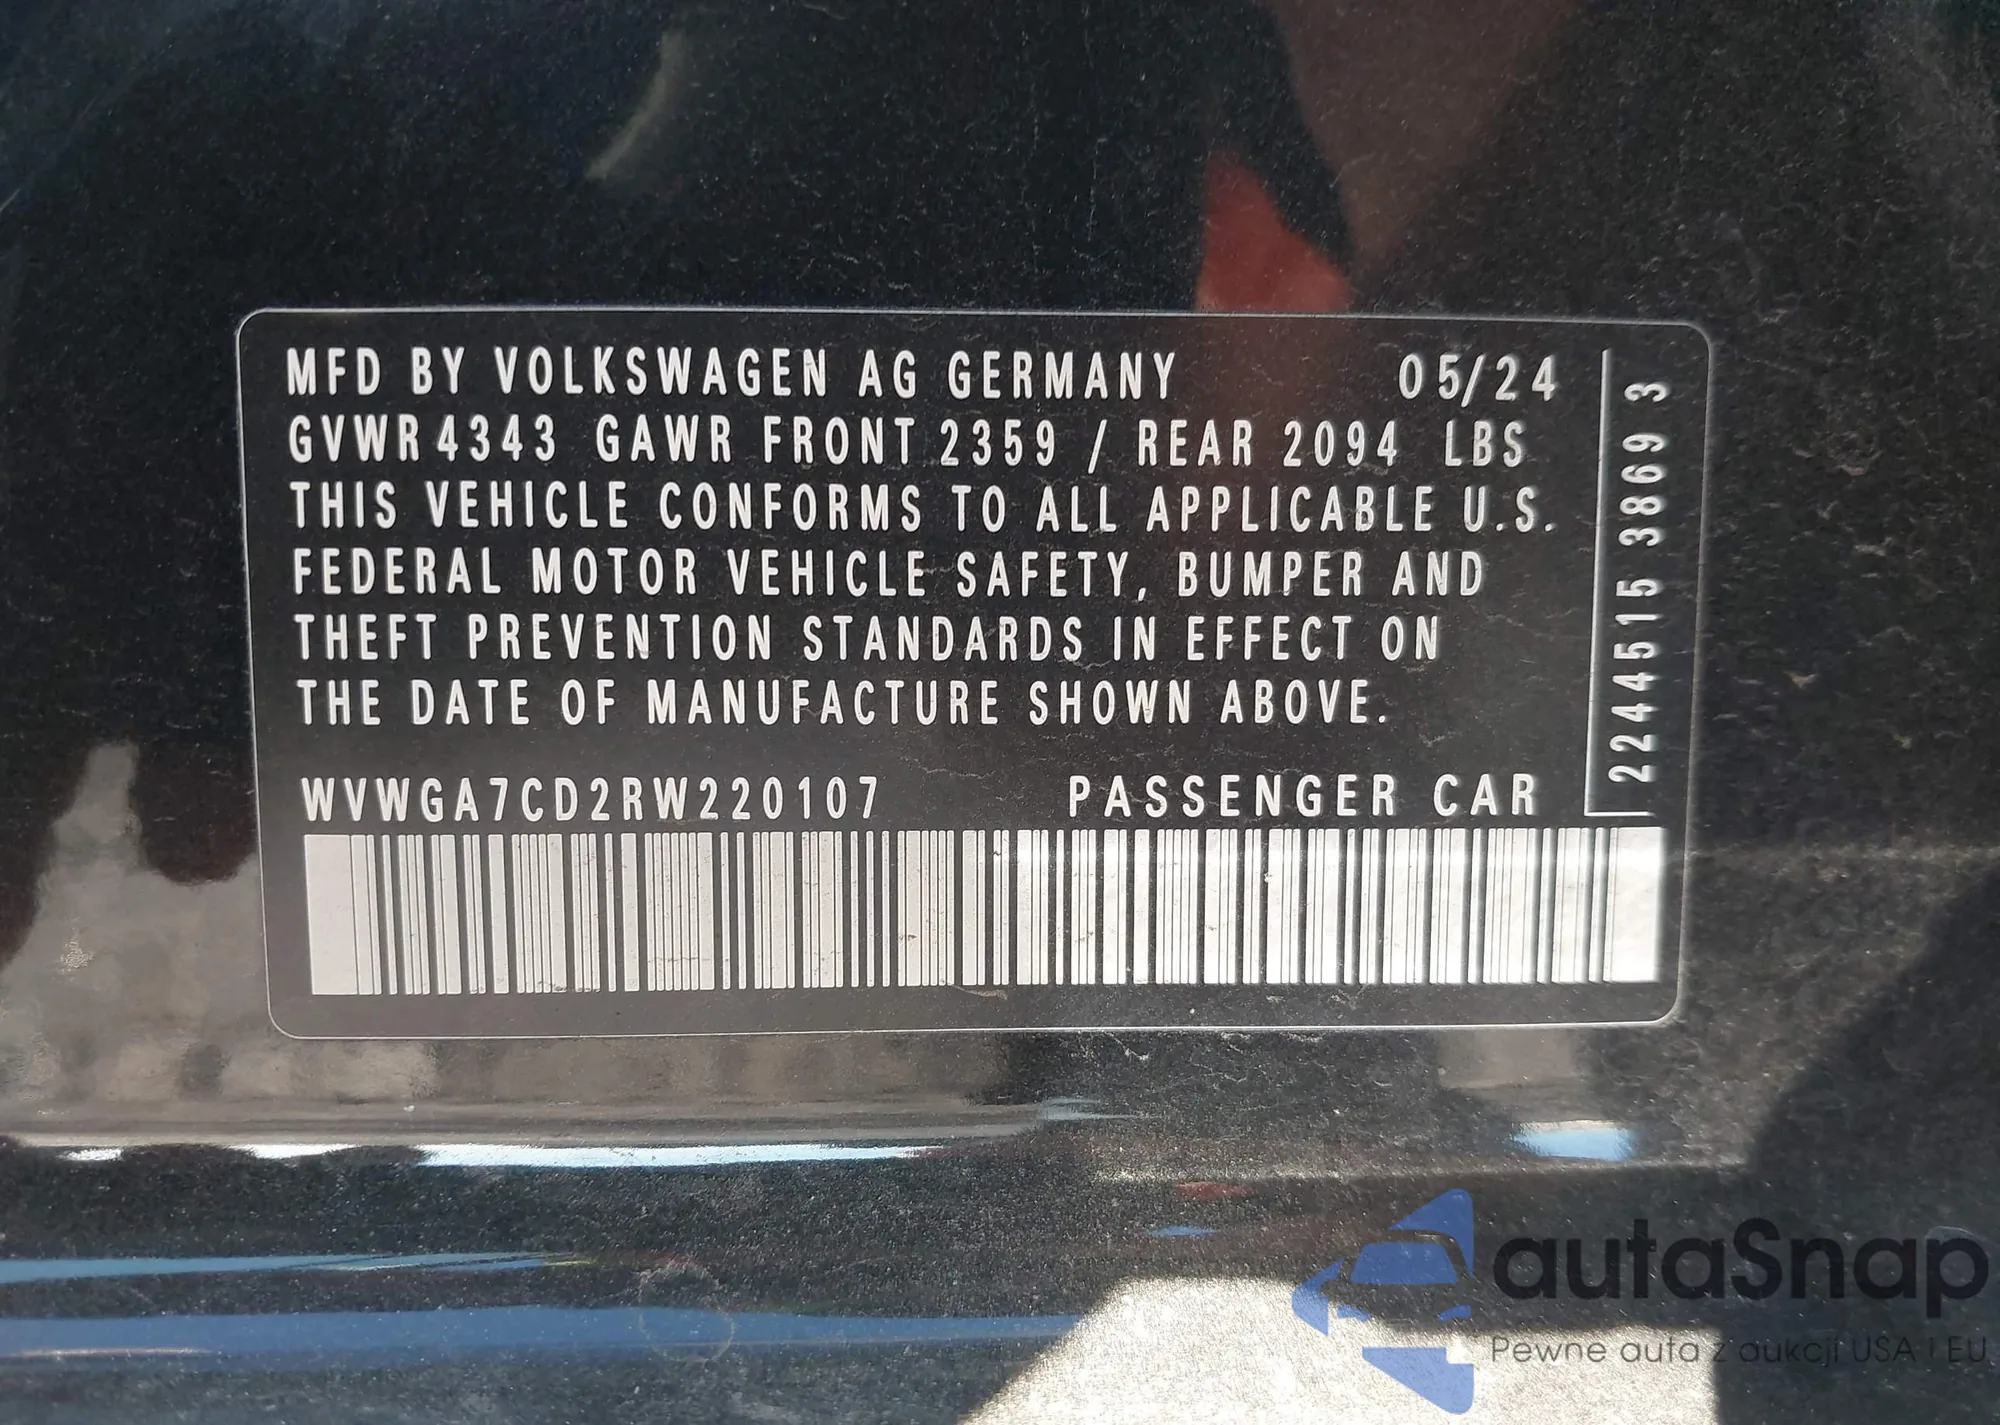 MFD BY VOLKSWAGEN AG GERMANY 05/24
GVWR 4343 GAWR FRONT 2359 / REAR 2094 LBS
THIS VEHICLE CONFORMS TO ALL APPLICABLE U.S.
FEDERAL MOTOR VEHICLE SAFETY, BUMPER AND
THEFT PREVENTION STANDARDS IN EFFECT ON
THE DATE OF MANUFACTURE SHOWN ABOVE.
WVWGA7CD2RW220107 PASSENGER CAR
2244515 3869 3
autaSnap
Pewne auta z aukcji USA i EU